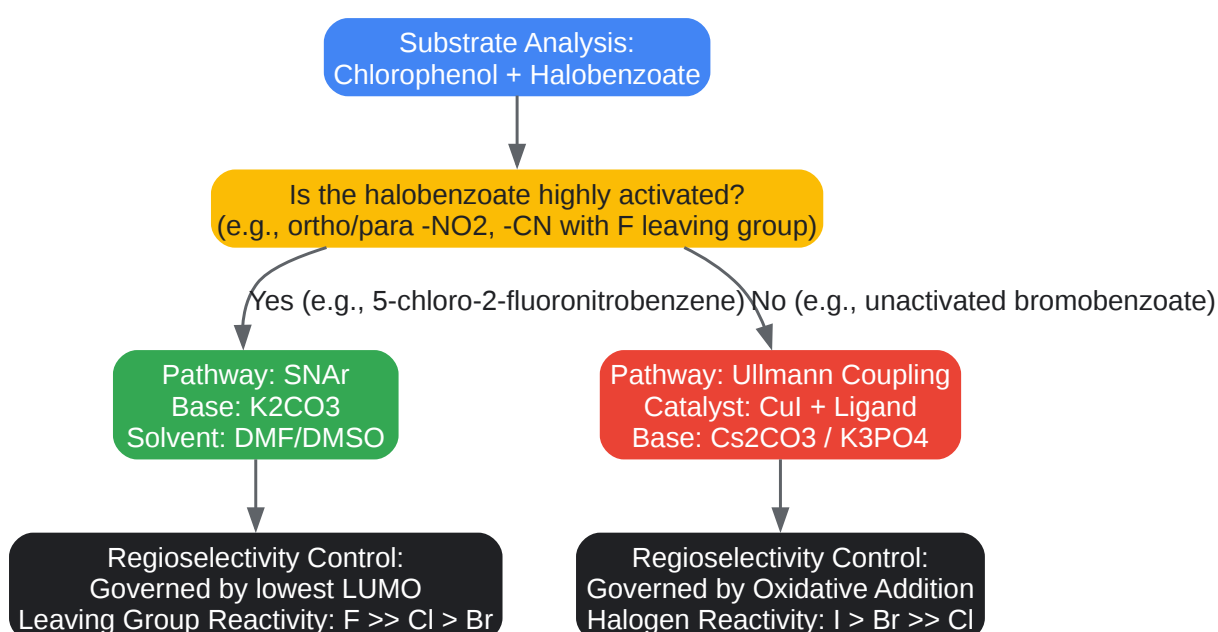 Substrate Analysis:
Chlorophenol + Halobenzoate
Is the halobenzoate highly activated?
(e.g., ortho/para -NO2, -CN with F leaving group)
Yes (e.g., 5-chloro-2-fluoronitrobenzene)
No (e.g., unactivated bromobenzoate)
Pathway: SNAr
Base: K2CO3
Solvent: DMF/DMSO
Pathway: Ullmann Coupling
Catalyst: CuI + Ligand
Base: Cs2CO3 / K3PO4
Regioselectivity Control:
Governed by lowest LUMO
Leaving Group Reactivity: F >> Cl > Br
Regioselectivity Control:
Governed by Oxidative Addition
Halogen Reactivity: I > Br >> Cl